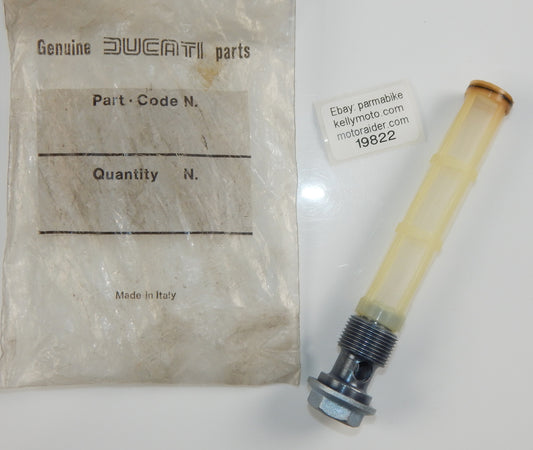 Genuine DUCATI parts
Part · Code N.
Quantity N.
Made in Italy
Ebay: parmabike
kellymoto.com
motoraider.com
19822